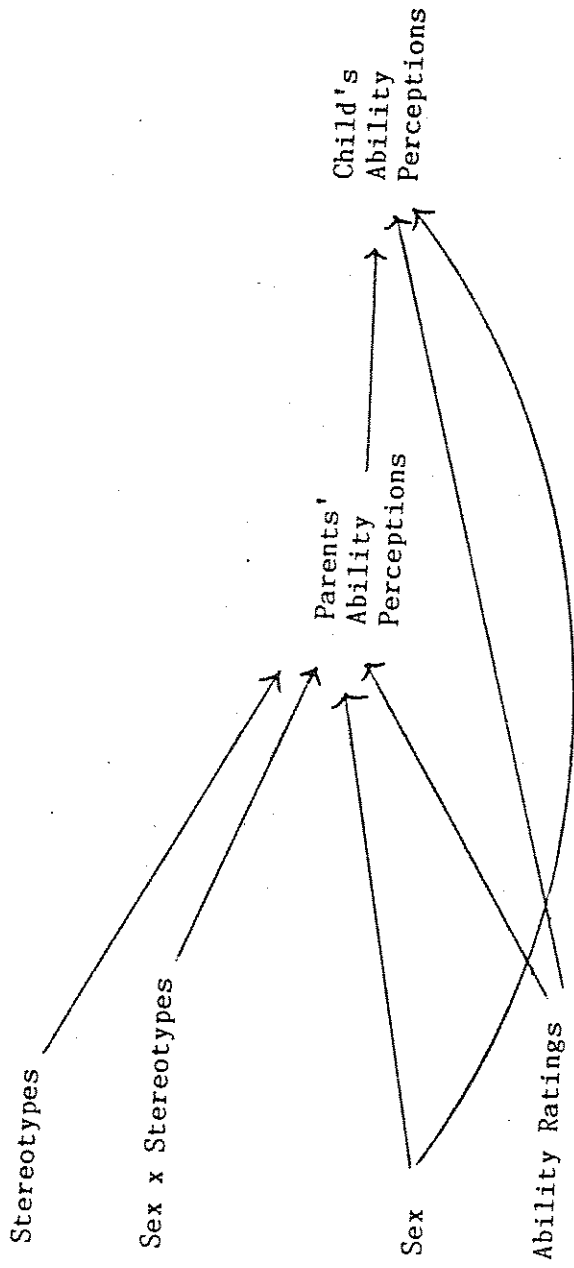 Stereotypes
Sex x Stereotypes
Sex
Ability Ratings
Parents'
Ability
Perceptions
Child's
Ability
Perceptions